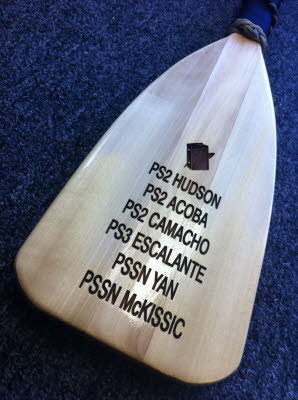 PS2 HUDSON
PS2 ACOBA
PS2 CAMACHO
PS3 ESCALANTE
PSSN YAN
PSSN McKISSIC